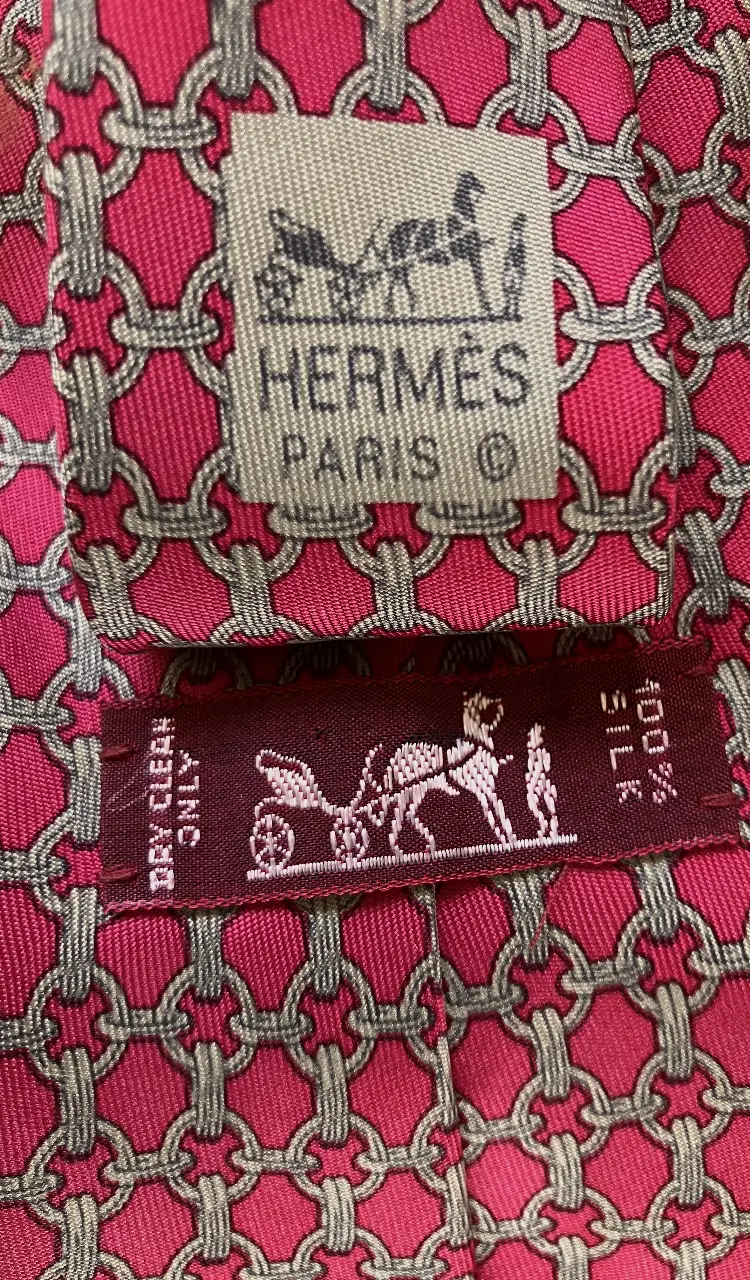 HERMÈS
PARIS ©
DRY CLEAN
ONLY
100%
SILK